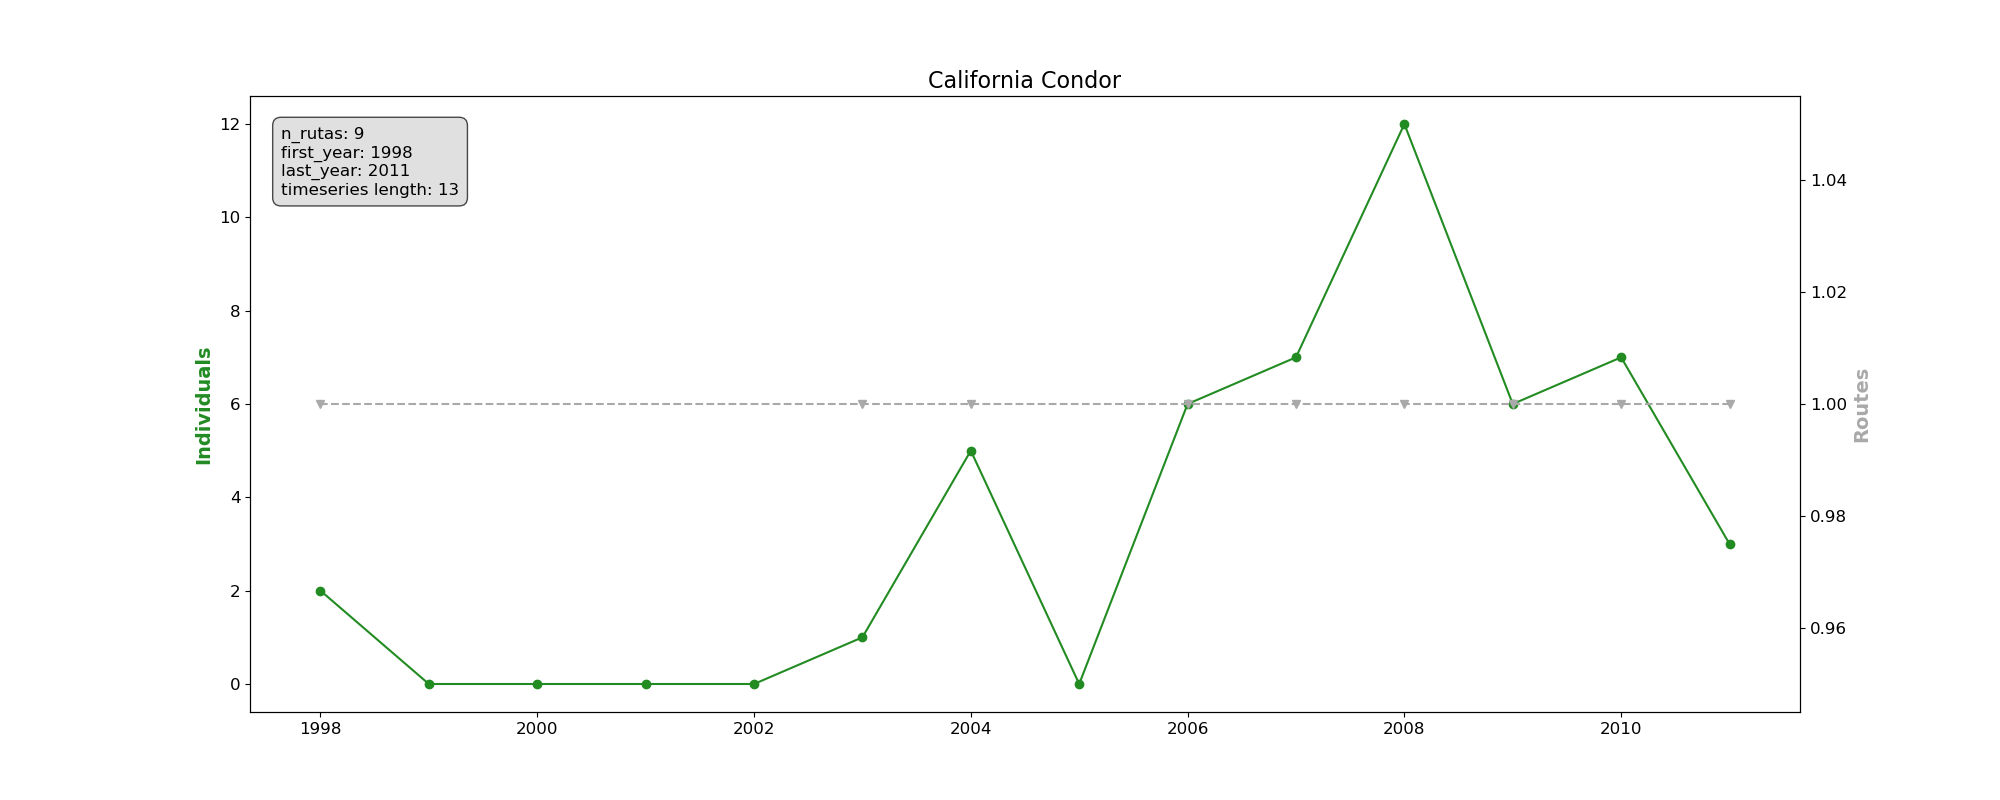 California Condor
n_rutas: 9
first_year: 1998
last_year: 2011
timeseries length: 13
12
10
8
6
4
2
0
Individuals
1.04
1.02
1.00
0.98
0.96
Routes
1998
2000
2002
2004
2006
2008
2010